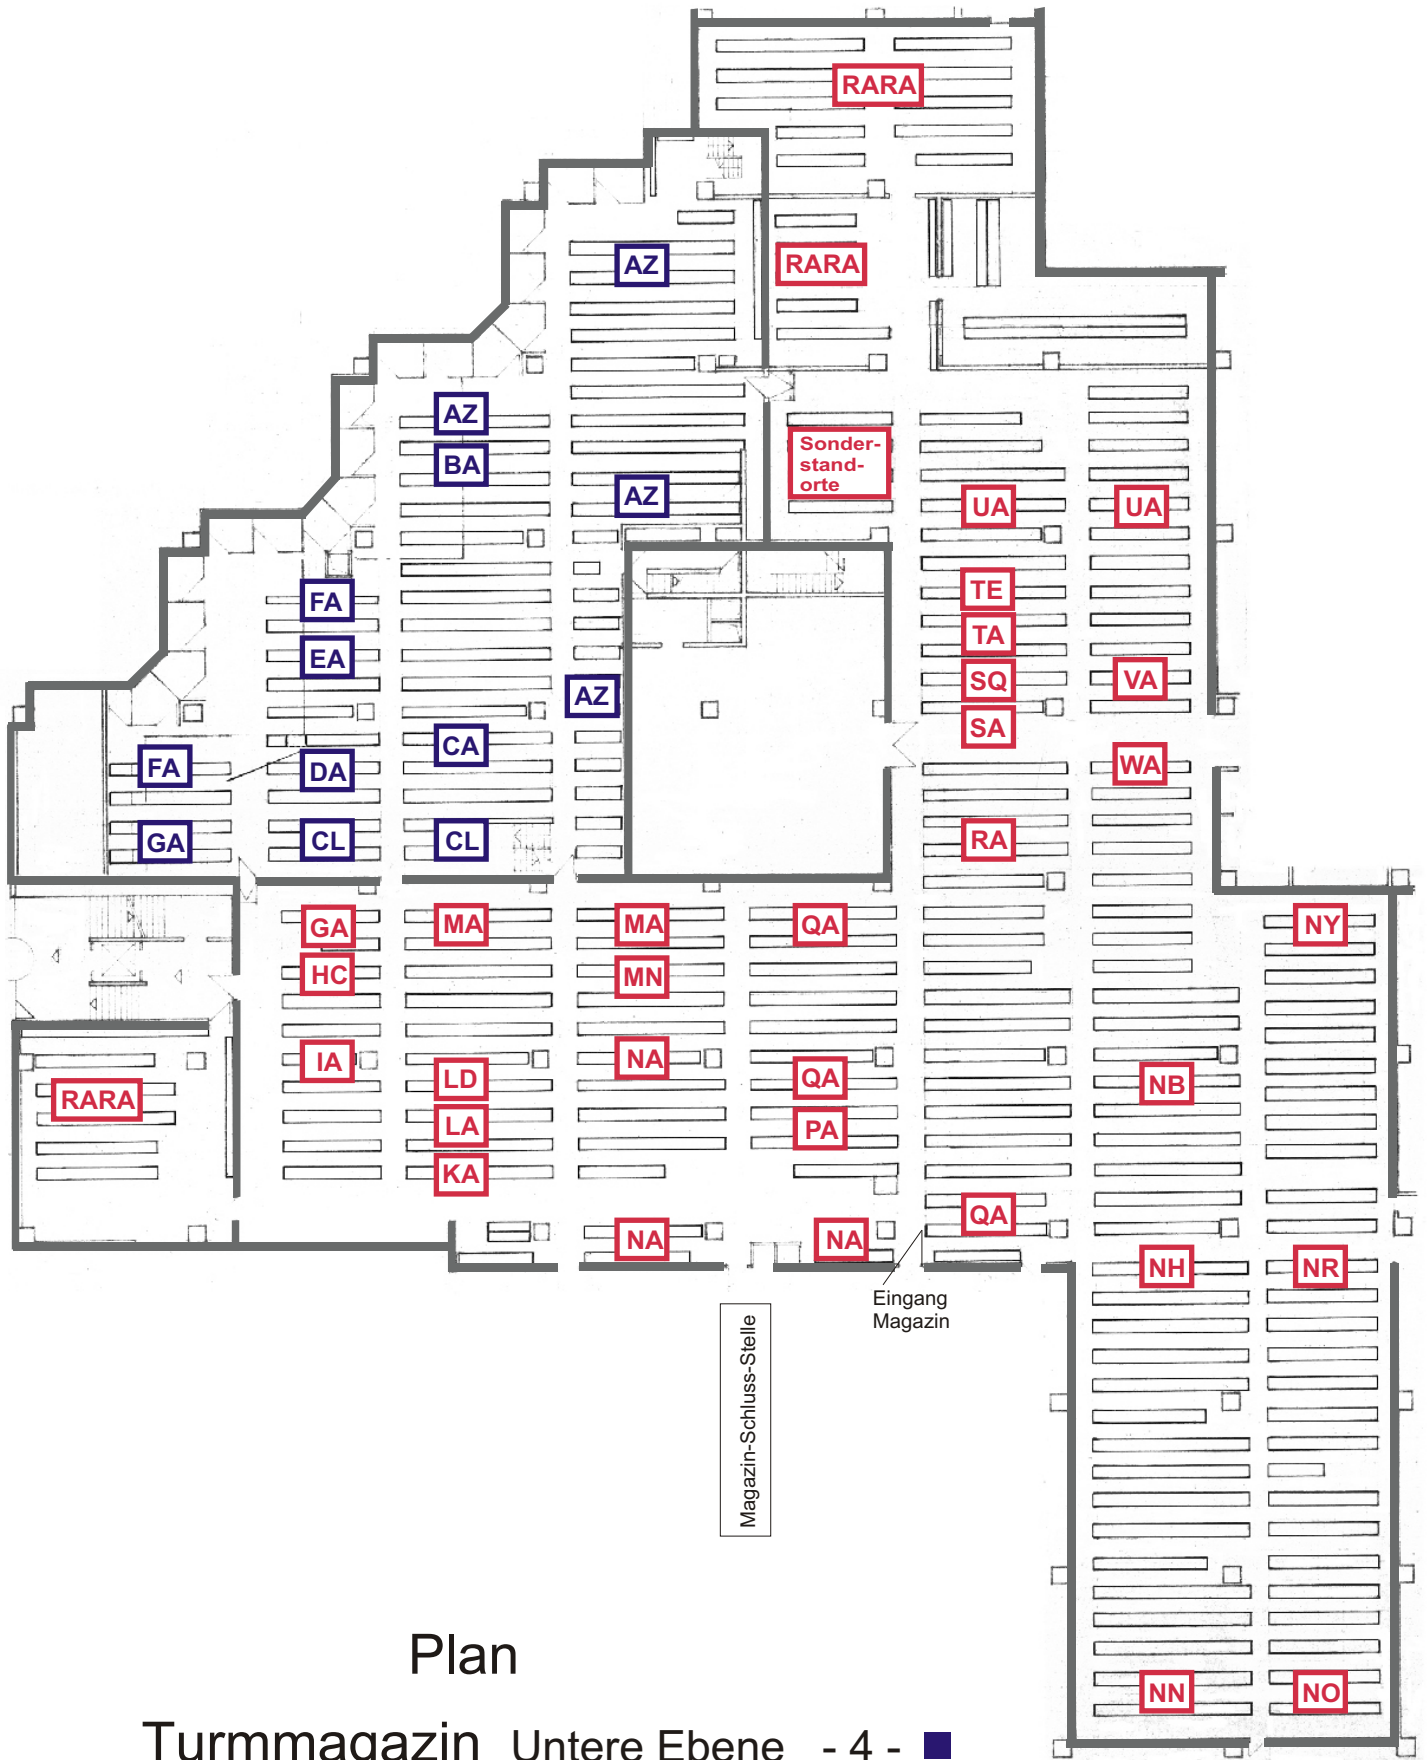 RARA
AZ
RARA
AZ
BA
Sonder-
stand-
orte
AZ
UA
UA
FA
TE
TA
EA
SQ
VA
AZ
SA
CA
FA
DA
WA
GA
CL
CL
RA
GA
MA
MA
QA
NY
HC
MN
IA
NA
LD
QA
NB
RARA
LA
PA
KA
QA
NA
NA
NH
NR
Eingang
Magazin
Magazin-Schluss-Stelle
Plan
NN
NO
Turmmagazin Untere Ebene - 4 -